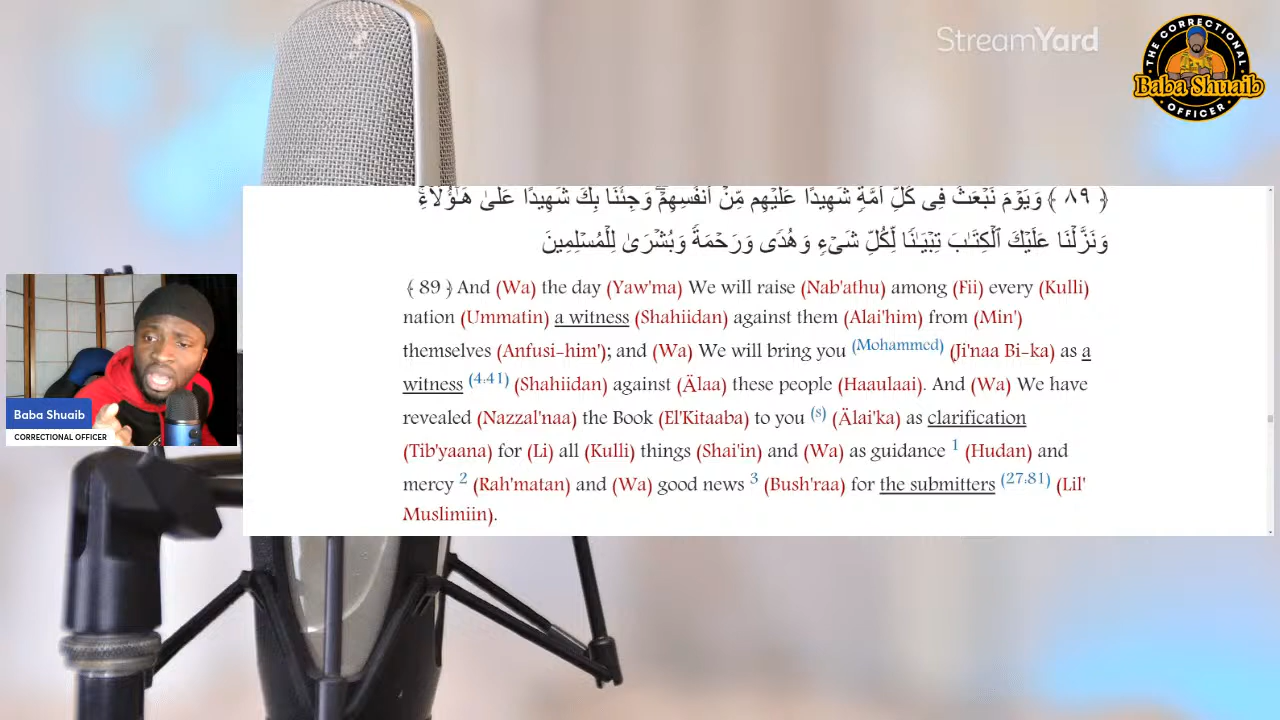 StreamYard
THE CORRECTIONAL
Baba Shuaib
OFFICER
﴿ ٨٩ ﴾ وَيَوْمَ نَبْعَثُ فِى كُلِّ أُمَّةٍۢ شَهِيدًا عَلَيْهِم مِّنْ أَنفُسِهِمْ ۖ وَجِئْنَا بِكَ شَهِيدًا عَلَىٰ هَـٰٓؤُلَآءِ ۚ
وَنَزَّلْنَا عَلَيْكَ ٱلْكِتَـٰبَ تِبْيَـٰنًا لِّكُلِّ شَىْءٍۢ وَهُدًى وَرَحْمَةً وَبُشْرَىٰ لِلْمُسْلِمِينَ
﴾ 89 ﴿ And (Wa) the day (Yaw'ma) We will raise (Nab'athu) among (Fii) every (Kulli)
nation (Ummatin) a witness (Shahiidan) against them (Alai'him) from (Min')
themselves (Anfusi-him'); and (Wa) We will bring you (Mohammed) (Ji'naa Bi-ka) as a
witness (4:41) (Shahiidan) against (Älaa) these people (Haaulaai). And (Wa) We have
revealed (Nazzal'naa) the Book (El'Kitaaba) to you (s) (Älai'ka) as clarification
(Tib'yaana) for (Li) all (Kulli) things (Shai'in) and (Wa) as guidance 1 (Hudan) and
mercy 2 (Rah'matan) and (Wa) good news 3 (Bush'raa) for the submitters (27:81) (Lil'
Muslimiin).
Baba Shuaib
CORRECTIONAL OFFICER